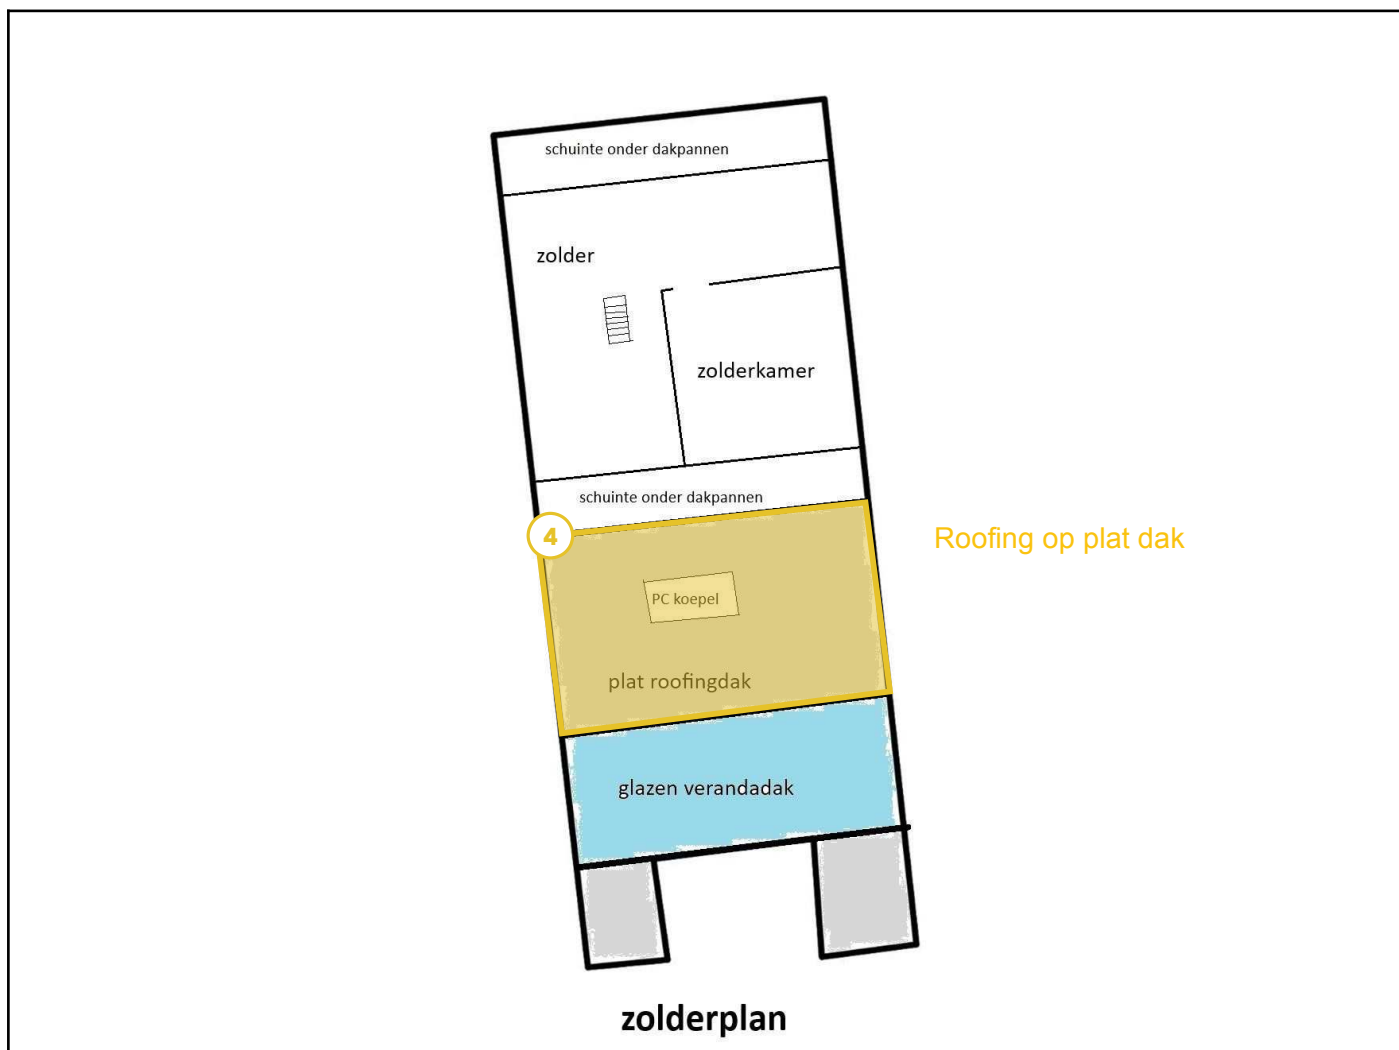 schuinte onder dakpannen
zolder
zolderkamer
schuinte onder dakpannen
4
Roofing op plat dak
PC koepel
plat roofingdak
glazen verandadak
zolderplan